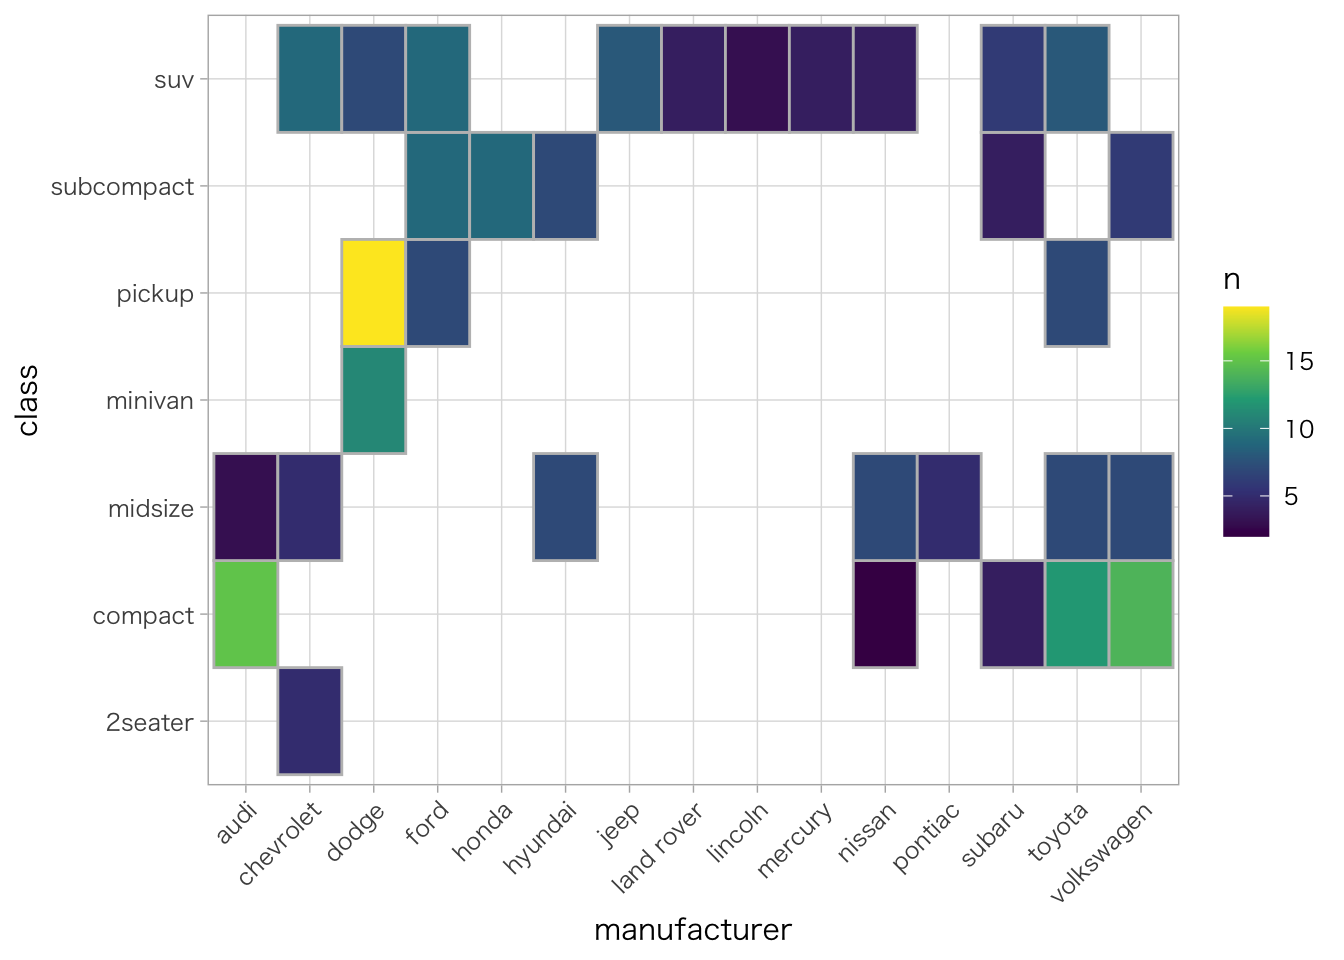 suv
subcompact
pickup
minivan
midsize
compact
2seater
class
audi
chevrolet
dodge
ford
honda
hyundai
jeep
land rover
lincoln
mercury
nissan
pontiac
subaru
toyota
volkswagen
manufacturer
n
15
10
5